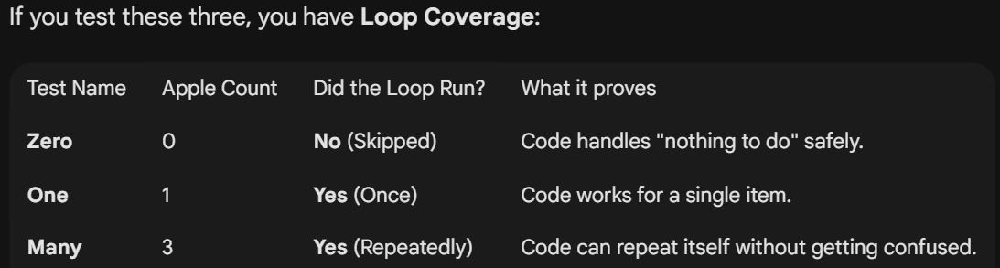 If you test these three, you have Loop Coverage:
Test Name Apple Count Did the Loop Run? What it proves
Zero 0 No (Skipped) Code handles "nothing to do" safely.
One 1 Yes (Once) Code works for a single item.
Many 3 Yes (Repeatedly) Code can repeat itself without getting confused.